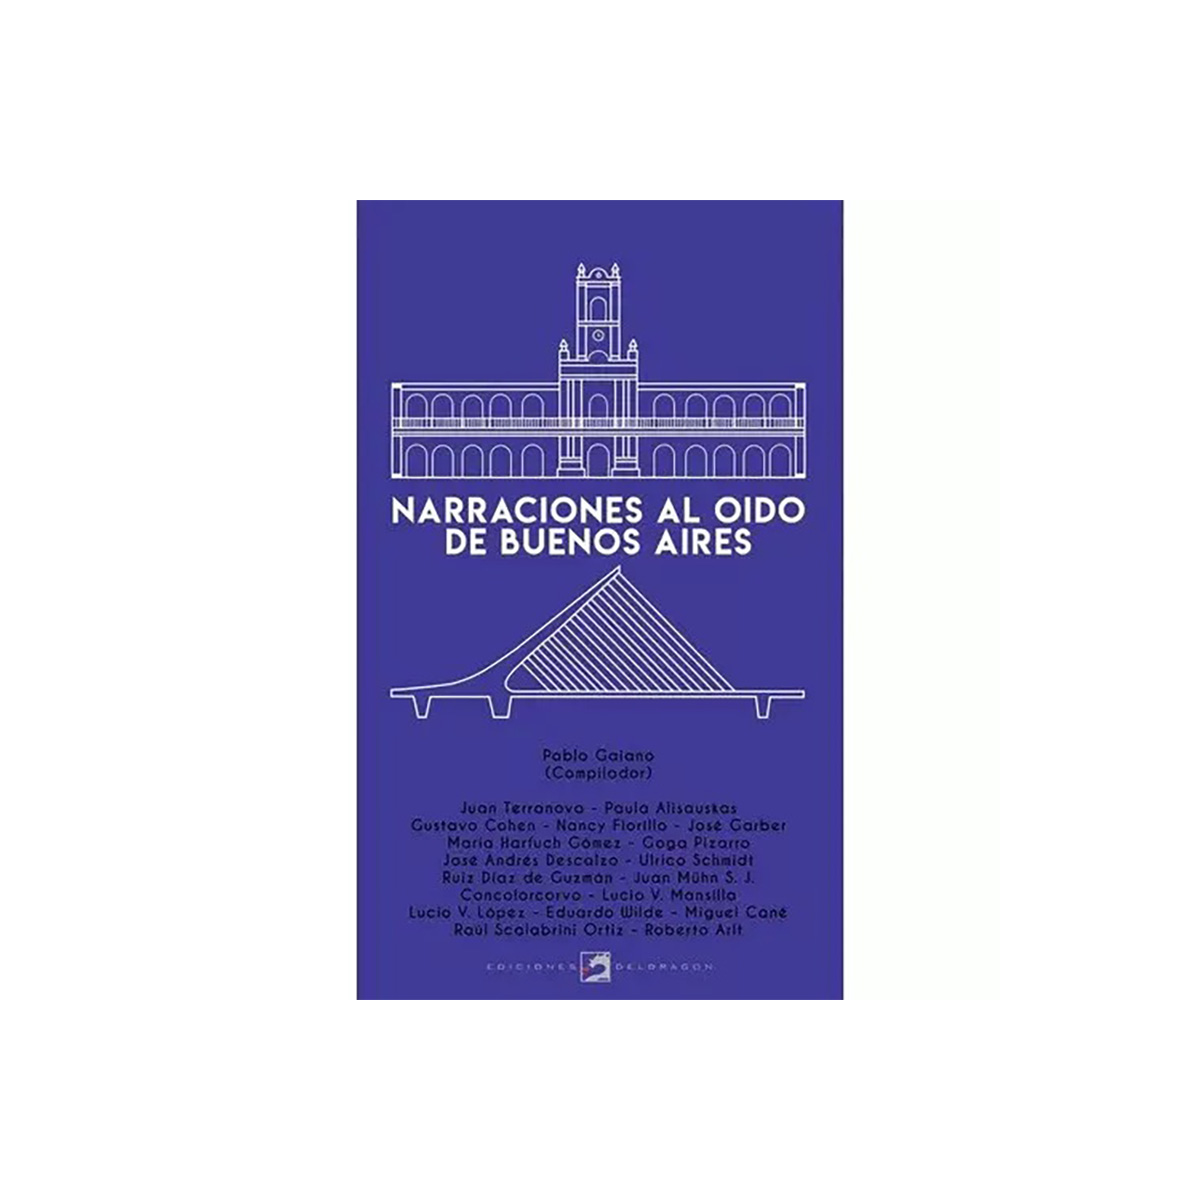 NARRACIONES AL OIDO
DE BUENOS AIRES
Pablo Gaiano
(Compilador)
Juan Terranova - Paula Alisauskas
Gustavo Cohen - Nancy Fiorillo - José Garber
María Harfuch Gómez - Goga Pizarro
José Andrés Descalzo - Ulrico Schmidt
Ruiz Díaz de Guzmán - Juan Mühn S. J.
Concolorcorvo - Lucio V. Mansilla
Lucio V. López - Eduardo Wilde - Miguel Cané
Raúl Scalabrini Ortiz - Roberto Arlt
EDICIONES DELDRAGON